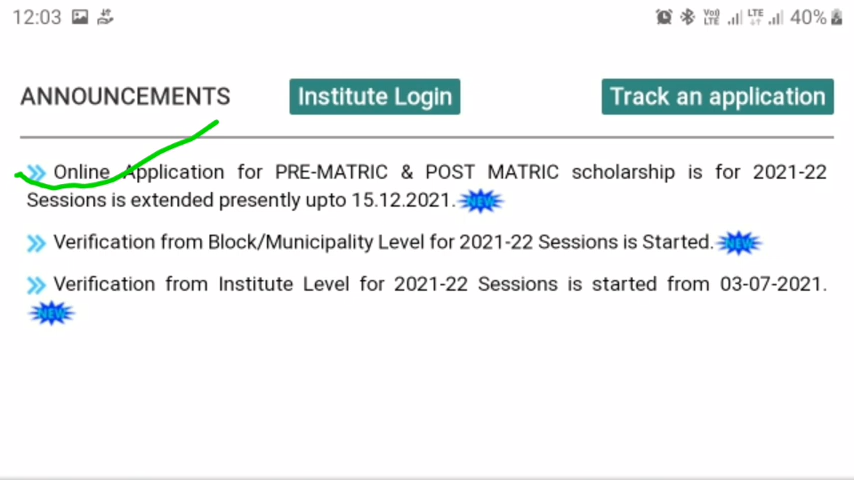 12:03 Vo) LTE LTE 40%
ANNOUNCEMENTS Institute Login Track an application
Online Application for PRE-MATRIC & POST MATRIC scholarship is for 2021-22
Sessions is extended presently upto 15.12.2021. NEW
Verification from Block/Municipality Level for 2021-22 Sessions is Started. NEW
Verification from Institute Level for 2021-22 Sessions is started from 03-07-2021.
NEW